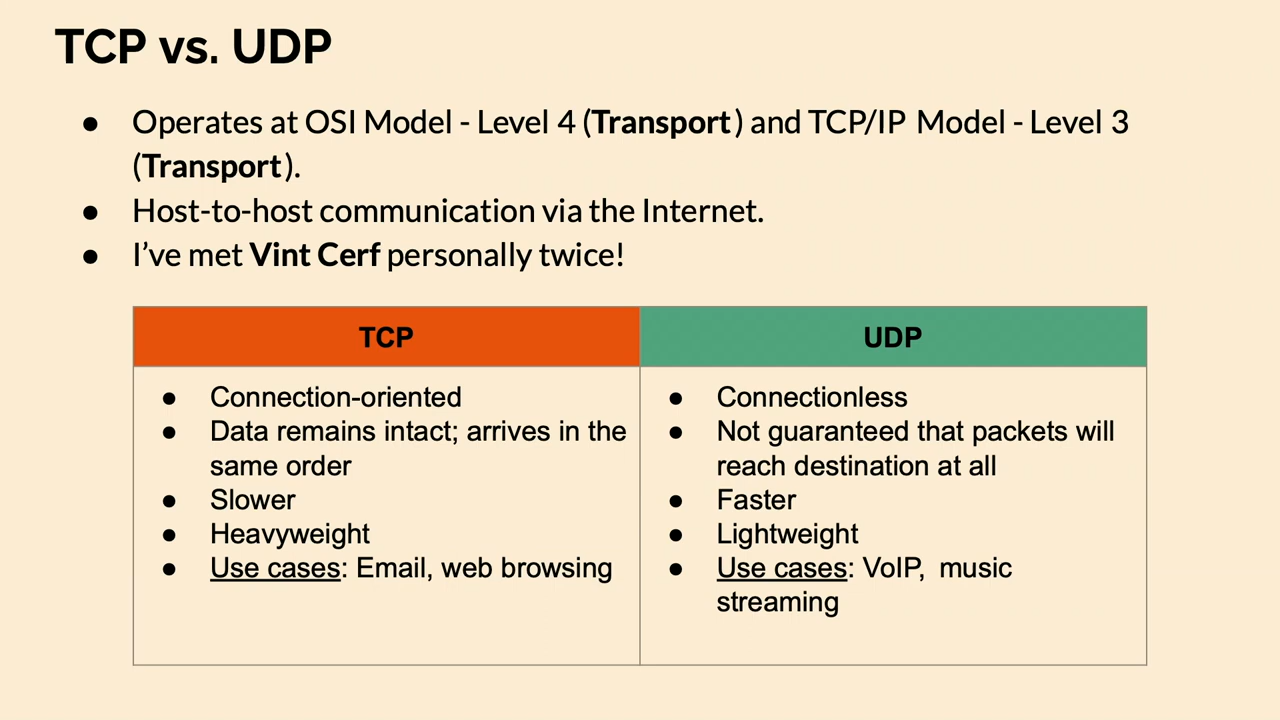 TCP vs. UDP
● Operates at OSI Model - Level 4 (Transport) and TCP/IP Model - Level 3
(Transport).
● Host-to-host communication via the Internet.
● I’ve met Vint Cerf personally twice!
TCP
● Connection-oriented
● Data remains intact; arrives in the
same order
● Slower
● Heavyweight
● Use cases: Email, web browsing
UDP
● Connectionless
● Not guaranteed that packets will
reach destination at all
● Faster
● Lightweight
● Use cases: VoIP, music
streaming